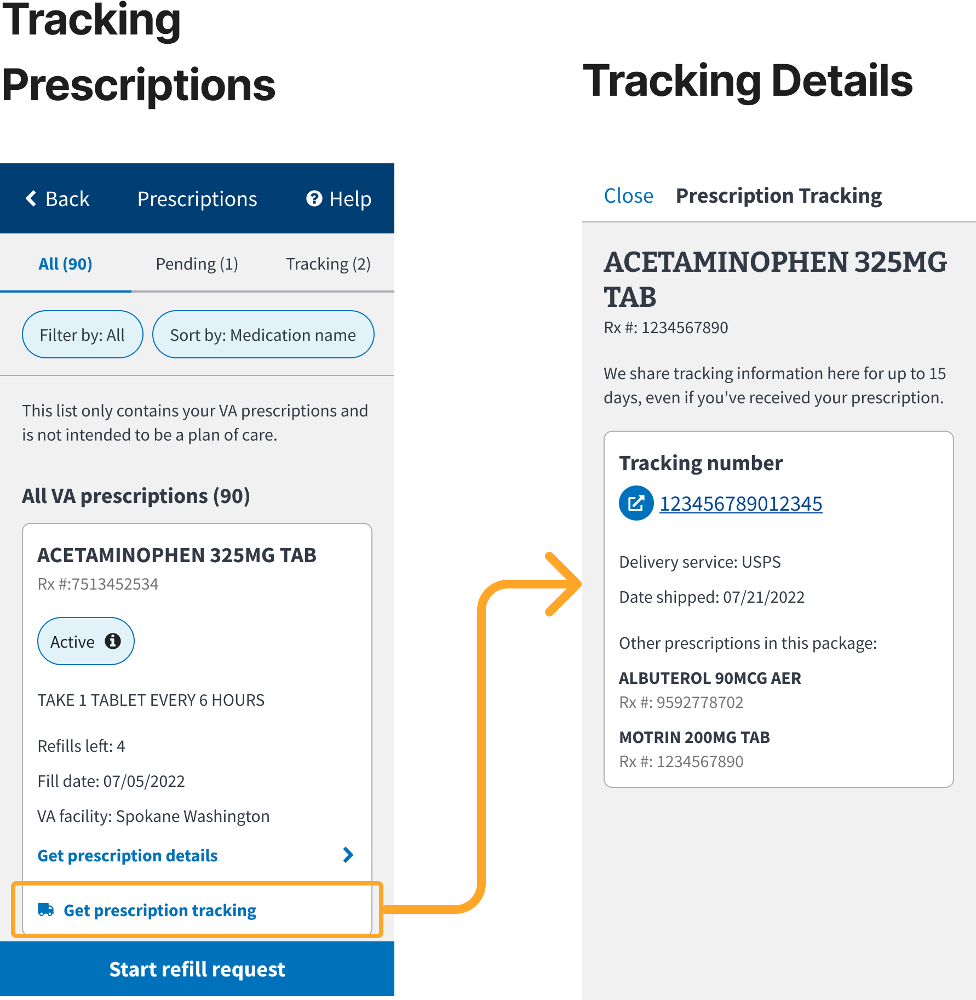 Tracking
Prescriptions
Back
Prescriptions
Help
All (90)
Pending (1)
Tracking (2)
Filter by: All
Sort by: Medication name
This list only contains your VA prescriptions and
is not intended to be a plan of care.
All VA prescriptions (90)
ACETAMINOPHEN 325MG TAB
Rx #:7513452534
Active
TAKE 1 TABLET EVERY 6 HOURS
Refills left: 4
Fill date: 07/05/2022
VA facility: Spokane Washington
Get prescription details
Get prescription tracking
Start refill request
Tracking Details
Close
Prescription Tracking
ACETAMINOPHEN 325MG
TAB
Rx #: 1234567890
We share tracking information here for up to 15
days, even if you've received your prescription.
Tracking number
123456789012345
Delivery service: USPS
Date shipped: 07/21/2022
Other prescriptions in this package:
ALBUTEROL 90MCG AER
Rx #: 9592778702
MOTRIN 200MG TAB
Rx #: 1234567890